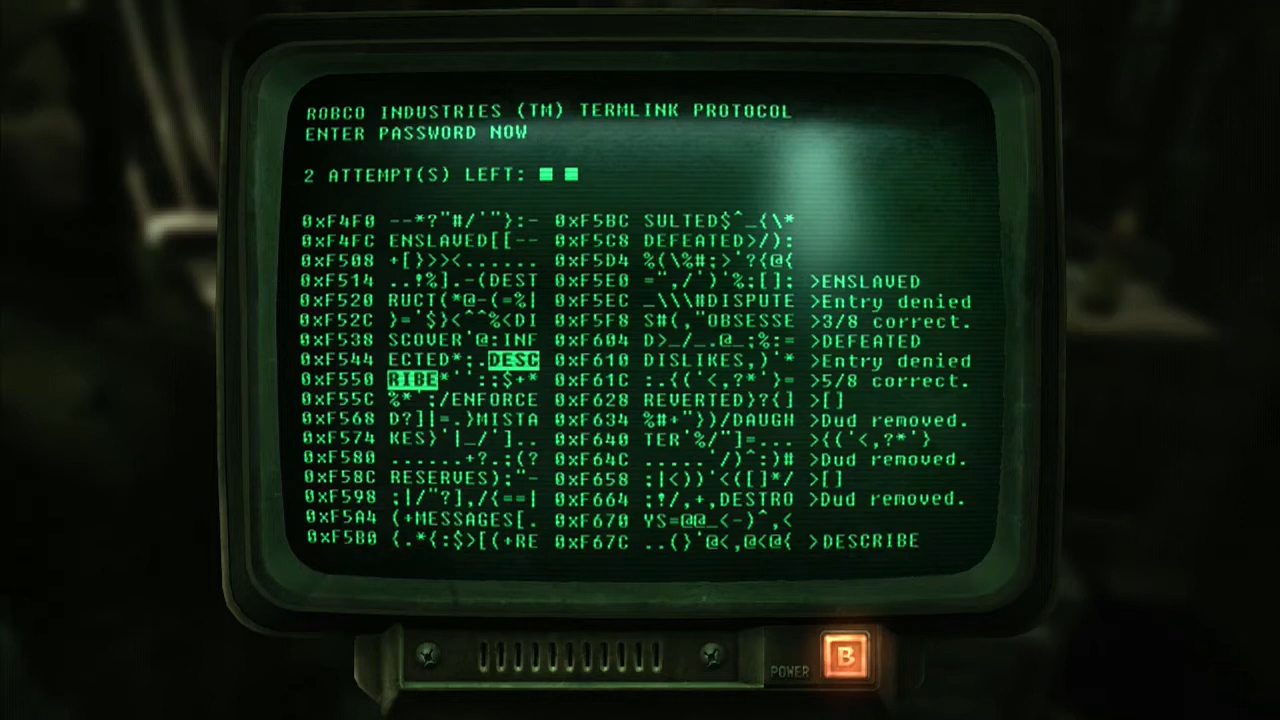 ROBCO INDUSTRIES (TM) TERMLINK PROTOCOL
ENTER PASSWORD NOW
2 ATTEMPT(S) LEFT: ■ ■
0xF4F0 --*?"#/'"}:- 0xF5BC SULTED$^_{\*
0xF4FC ENSLAVED[[-- 0xF5C8 DEFEATED>/):
0xF508 +[}>>><...... 0xF5D4 %(\%#;>'?{@{
0xF514 ..!%].-(DEST 0xF5E0 =",/')'%;[]; >ENSLAVED
0xF520 RUCT(*@-(=%| 0xF5EC _\\\#DISPUTE >Entry denied
0xF52C }='$}<^^%<DI 0xF5F8 S#(,"OBSESSE >3/8 correct.
0xF538 SCOVER'@:INF 0xF604 D>_/_.@_;%:= >DEFEATED
0xF544 ECTED*;.DESC 0xF610 DISLIKES,)'* >Entry denied
0xF550 RIBE*'':;$+* 0xF61C :.{('<,?*'}= >5/8 correct.
0xF55C %*';/ENFORCE 0xF628 REVERTED}?{] >[]
0xF568 D?]|=.}MISTA 0xF634 %#+"})/DAUGH >Dud removed.
0xF574 KES}'|_/'].. 0xF640 TER'%/"]=... >{('<,?*'}
0xF580 ......+?.;(? 0xF64C .....'/)^:)# >Dud removed.
0xF58C RESERVES);"- 0xF658 ;|<))'<([]*/ >[]
0xF598 ;|/"?],/{==| 0xF664 ;!/,+,DESTRO >Dud removed.
0xF5A4 (+MESSAGES[. 0xF670 YS=@@_<-)^,<
0xF5B0 {.*{:$>[(+RE 0xF67C ..(}'@<,@<@{ >DESCRIBE
POWER
B